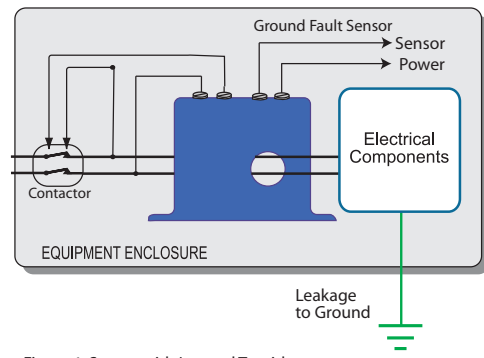 Ground Fault Sensor
Sensor
Power
Electrical
Components
Contactor
EQUIPMENT ENCLOSURE
Leakage
to Ground